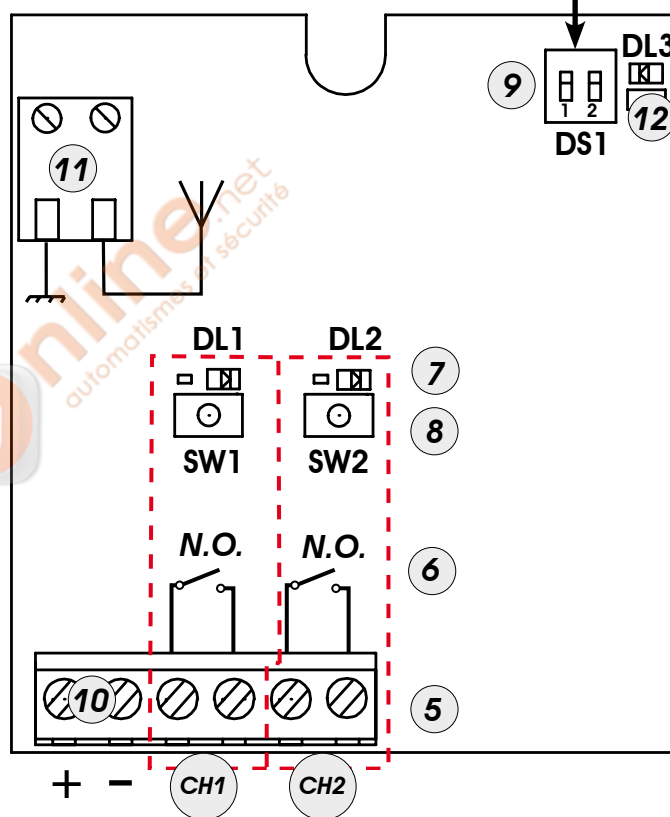 DL3
9
1 2
12
DS1
11
nline.net
automatismes et sécurité
DL1 DL2
7
8
SW1 SW2
N.O. N.O.
6
10
5
+ −
CH1 CH2